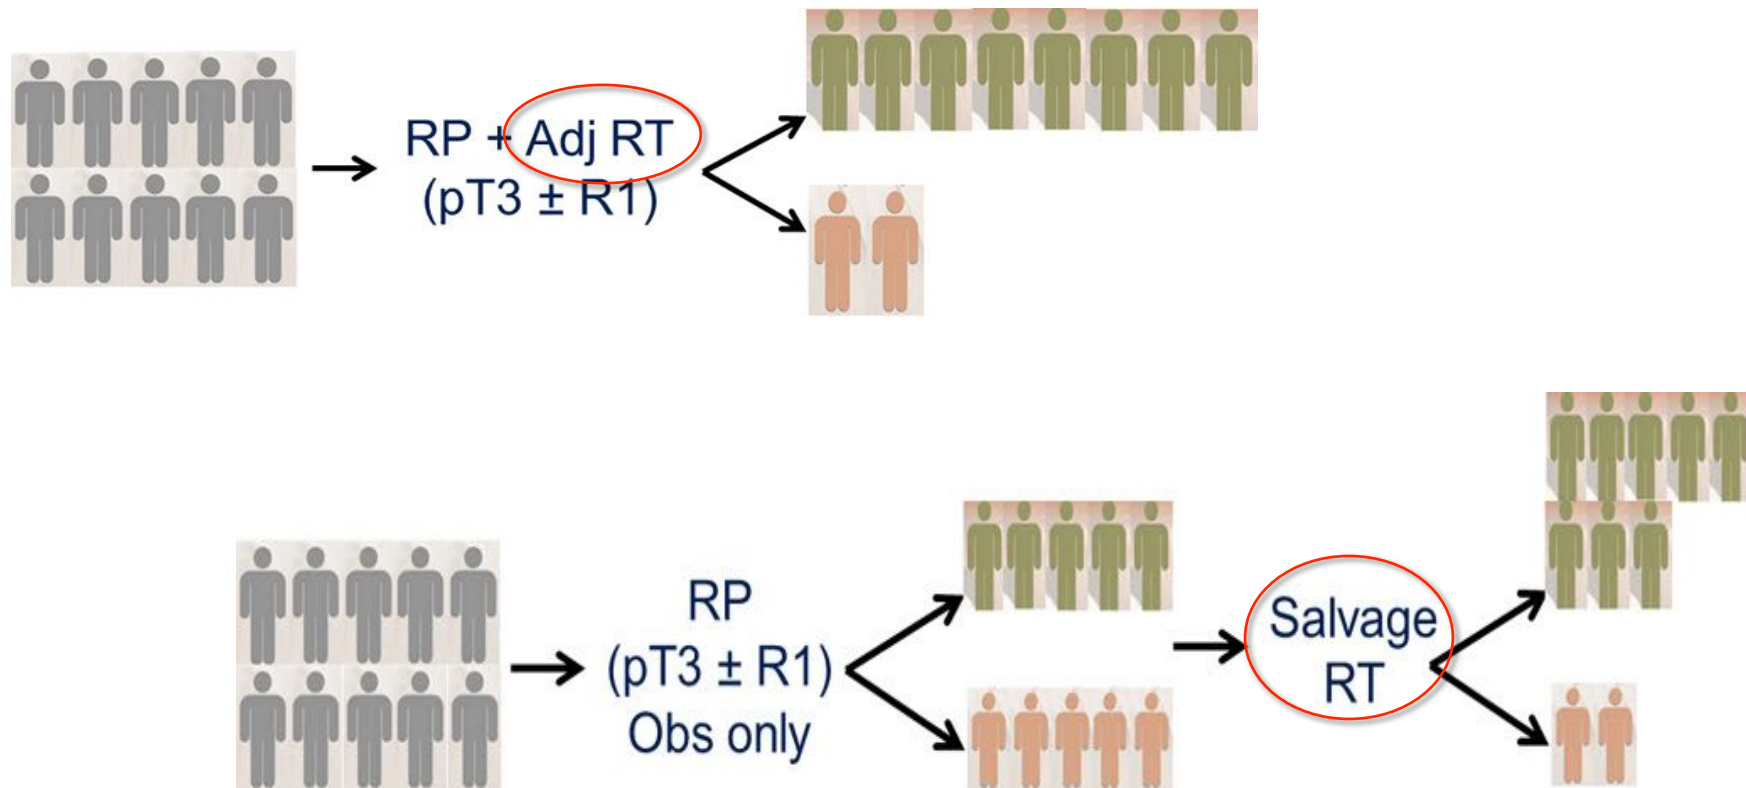 RP + Adj RT
(pT3 ± R1)
RP
(pT3 ± R1)
Obs only
Salvage
RT